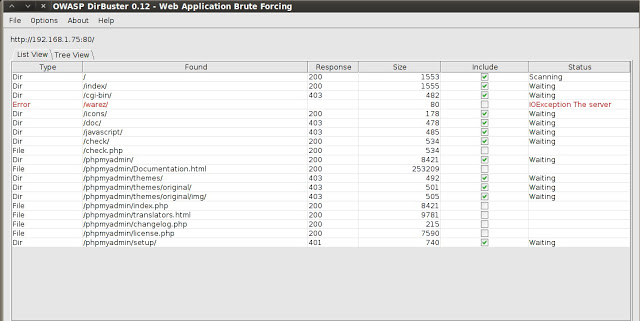 OWASP DirBuster 0.12 - Web Application Brute Forcing
File Options About Help
http://192.168.1.75:80/
List View Tree View
Type Found Response Size Include Status
Dir / 200 1553 Scanning
Dir /index/ 200 1555 Waiting
Dir /cgi-bin/ 403 482 Waiting
Error /warez/ 80 IOException The server
Dir /icons/ 200 178 Waiting
Dir /doc/ 403 478 Waiting
Dir /javascript/ 403 485 Waiting
Dir /check/ 200 534 Waiting
File /check.php 200 534
Dir /phpmyadmin/ 200 8421 Waiting
File /phpmyadmin/Documentation.html 200 253209
Dir /phpmyadmin/themes/ 403 492 Waiting
Dir /phpmyadmin/themes/original/ 403 501 Waiting
Dir /phpmyadmin/themes/original/img/ 403 505 Waiting
File /phpmyadmin/index.php 200 8421
File /phpmyadmin/translators.html 200 9781
File /phpmyadmin/changelog.php 200 215
File /phpmyadmin/license.php 200 7590
Dir /phpmyadmin/setup/ 401 740 Waiting